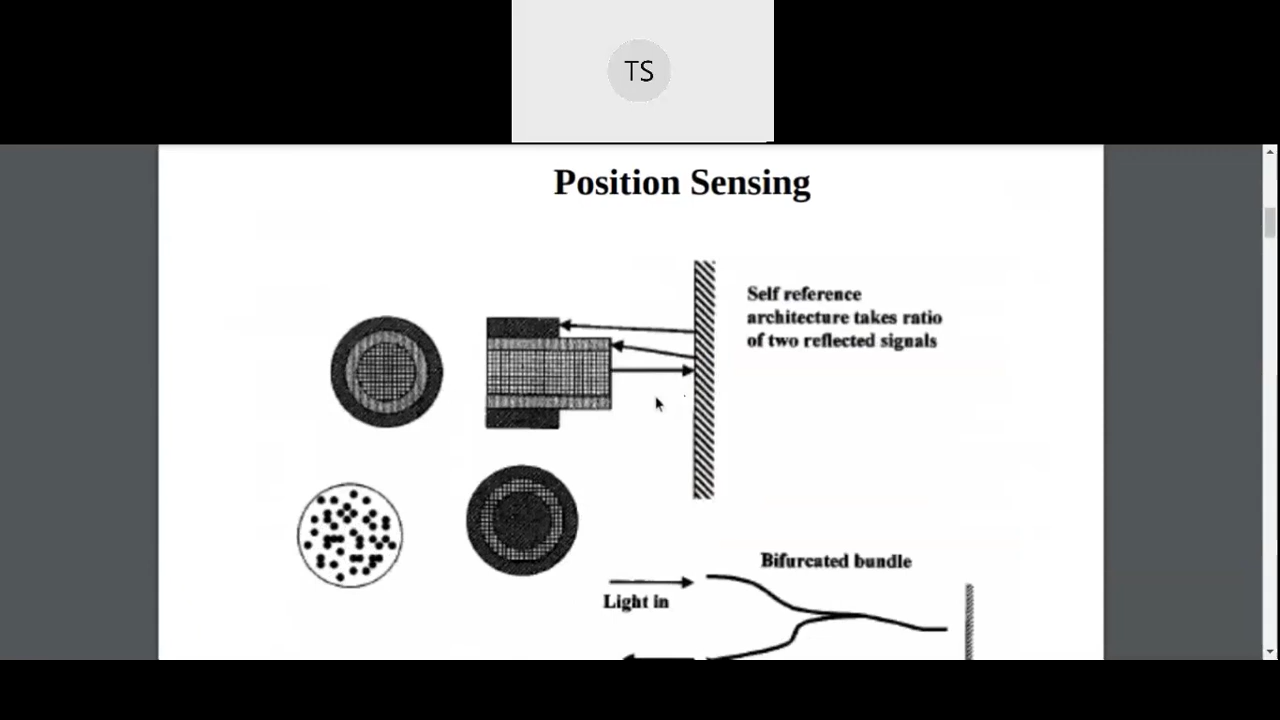 TS
Position Sensing
Self reference
architecture takes ratio
of two reflected signals
Bifurcated bundle
Light in